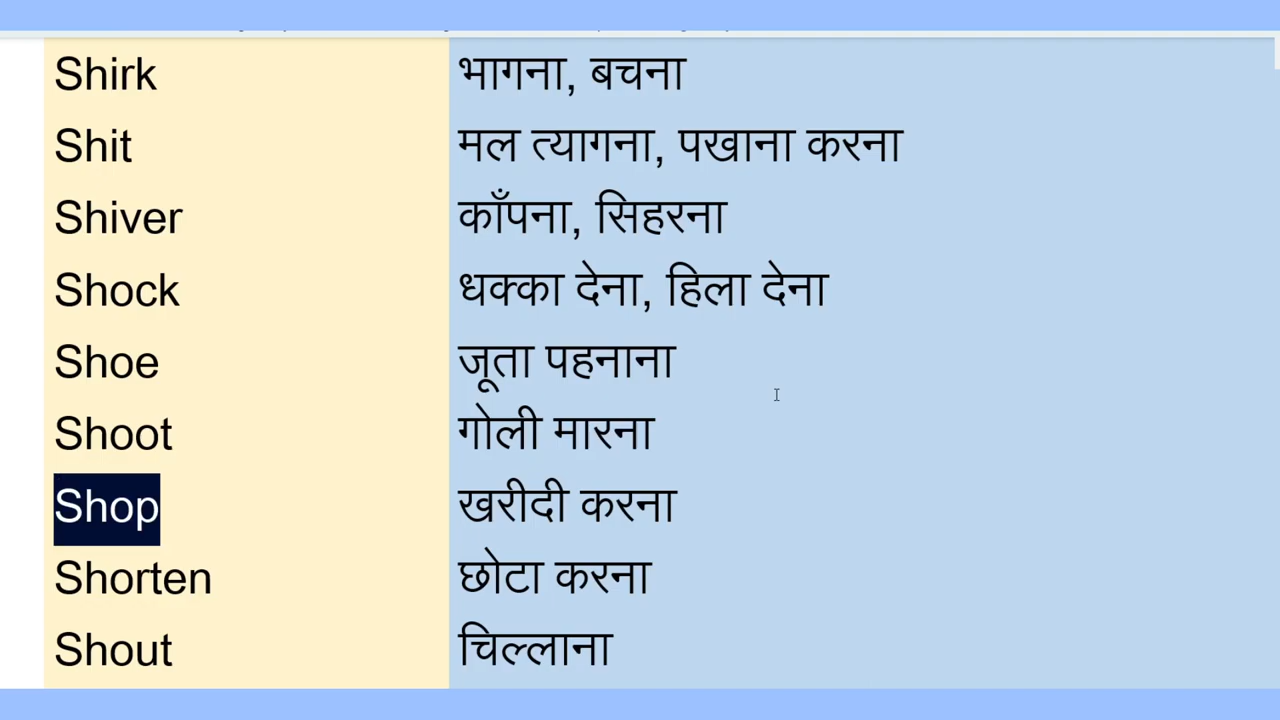 Shirk भागना, बचना
Shit मल त्यागना, पखाना करना
Shiver काँपना, सिहरना
Shock धक्का देना, हिला देना
Shoe जूता पहनाना
Shoot गोली मारना
Shop खरीदी करना
Shorten छोटा करना
Shout चिल्लाना